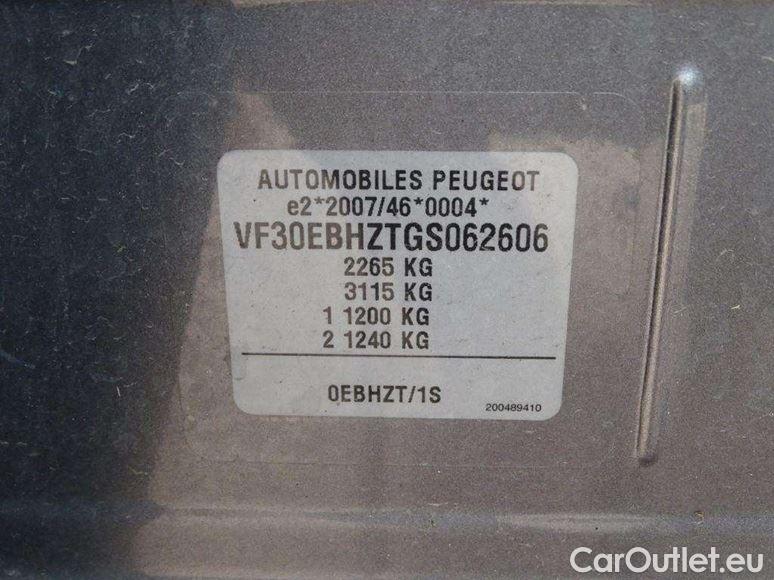 AUTOMOBILES PEUGEOT
e2*2007/46*0004*
VF30EBHZTGS062606
2265 KG
3115 KG
1 1200 KG
2 1240 KG
0EBHZT/1S
200489410
CarOutlet.eu